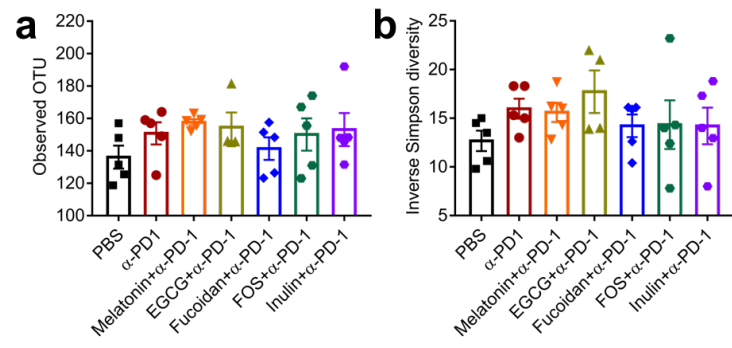 a
Observed OTU
220
200
180
160
140
120
100
PBS
α-PD1
Melatonin+α-PD-1
EGCG+α-PD-1
Fucoidan+α-PD-1
FOS+α-PD-1
Inulin+α-PD-1
b
Inverse Simpson diversity
25
20
15
10
5
PBS
α-PD1
Melatonin+α-PD-1
EGCG+α-PD-1
Fucoidan+α-PD-1
FOS+α-PD-1
Inulin+α-PD-1